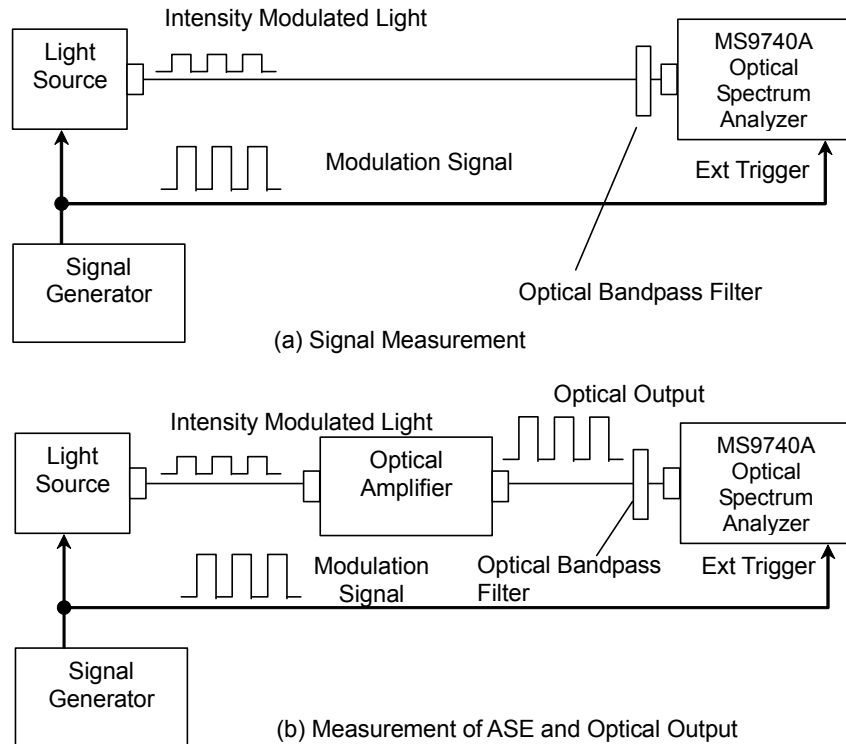 Intensity Modulated Light
Light
Source
MS9740A
Optical
Spectrum
Analyzer
Modulation Signal
Ext Trigger
Signal
Generator
Optical Bandpass Filter
(a) Signal Measurement
Optical Output
Intensity Modulated Light
Light
Source
Optical
Amplifier
MS9740A
Optical
Spectrum
Analyzer
Modulation
Signal
Optical Bandpass
Filter
Ext Trigger
Signal
Generator
(b) Measurement of ASE and Optical Output